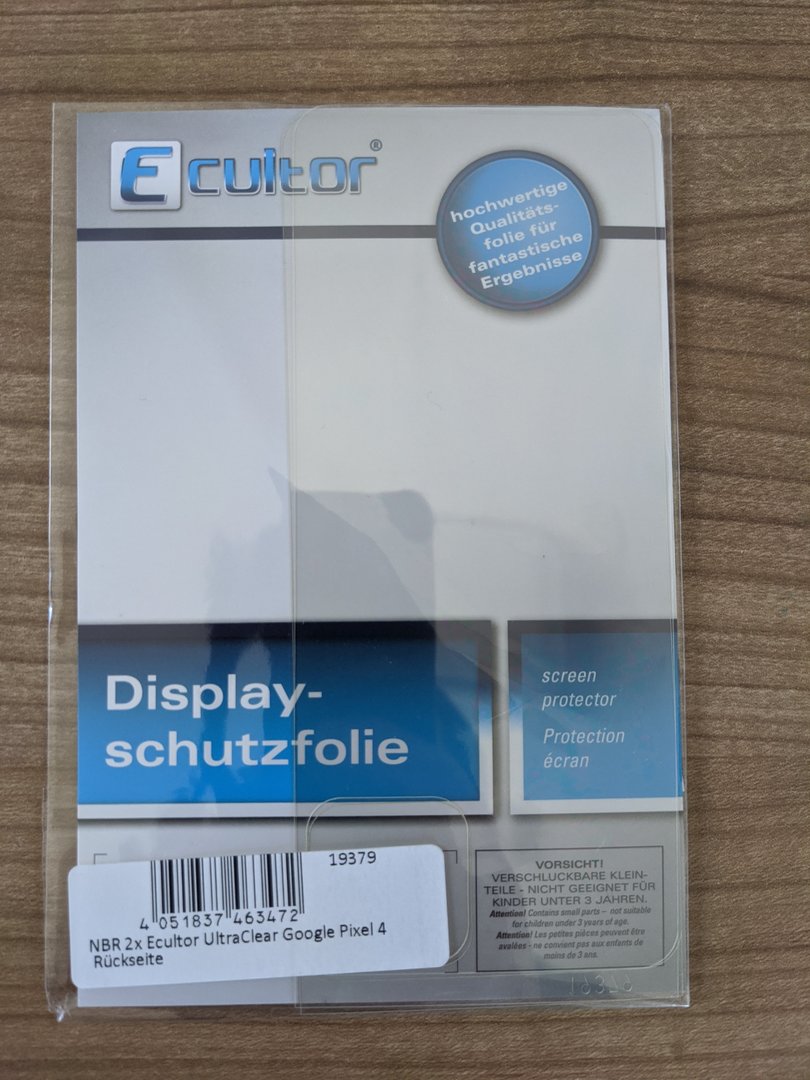 Ecultor®
hochwertige
Qualitäts-
folie für
fantastische
Ergebnisse
Display-
schutzfolie
screen
protector
Protection
écran
19379
4 051837 463472
NBR 2x Ecultor UltraClear Google Pixel 4
Rückseite
VORSICHT!
VERSCHLUCKBARE KLEIN-
TEILE - NICHT GEEIGNET FÜR
KINDER UNTER 3 JAHREN.
Attention! Contains small parts – not suitable
for children under 3 years of age.
Attention! Les petites pièces peuvent être
avalées - ne convient pas aux enfants de
moins de 3 ans.